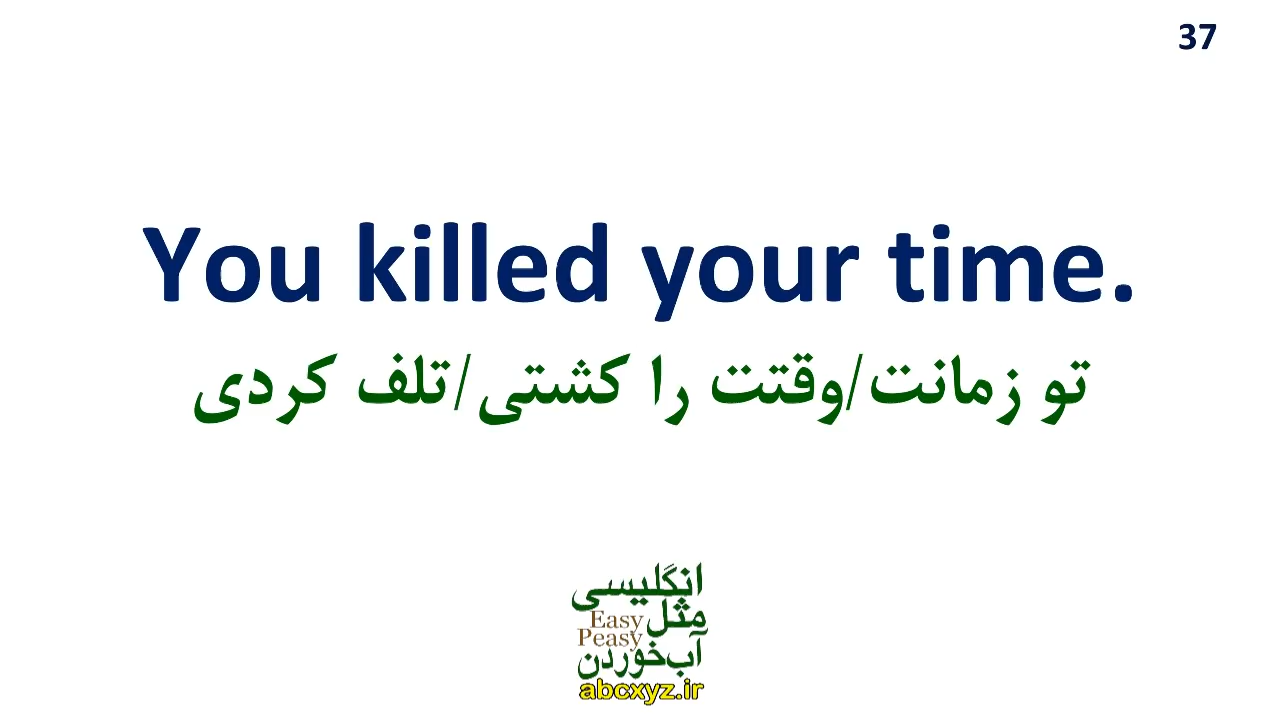 37
You killed your time.
تو زمانت/وقتت را کشتی/تلف کردی
انگلیسی
مثل
Easy
Peasy
آب‌خوردن
abcxyz.ir